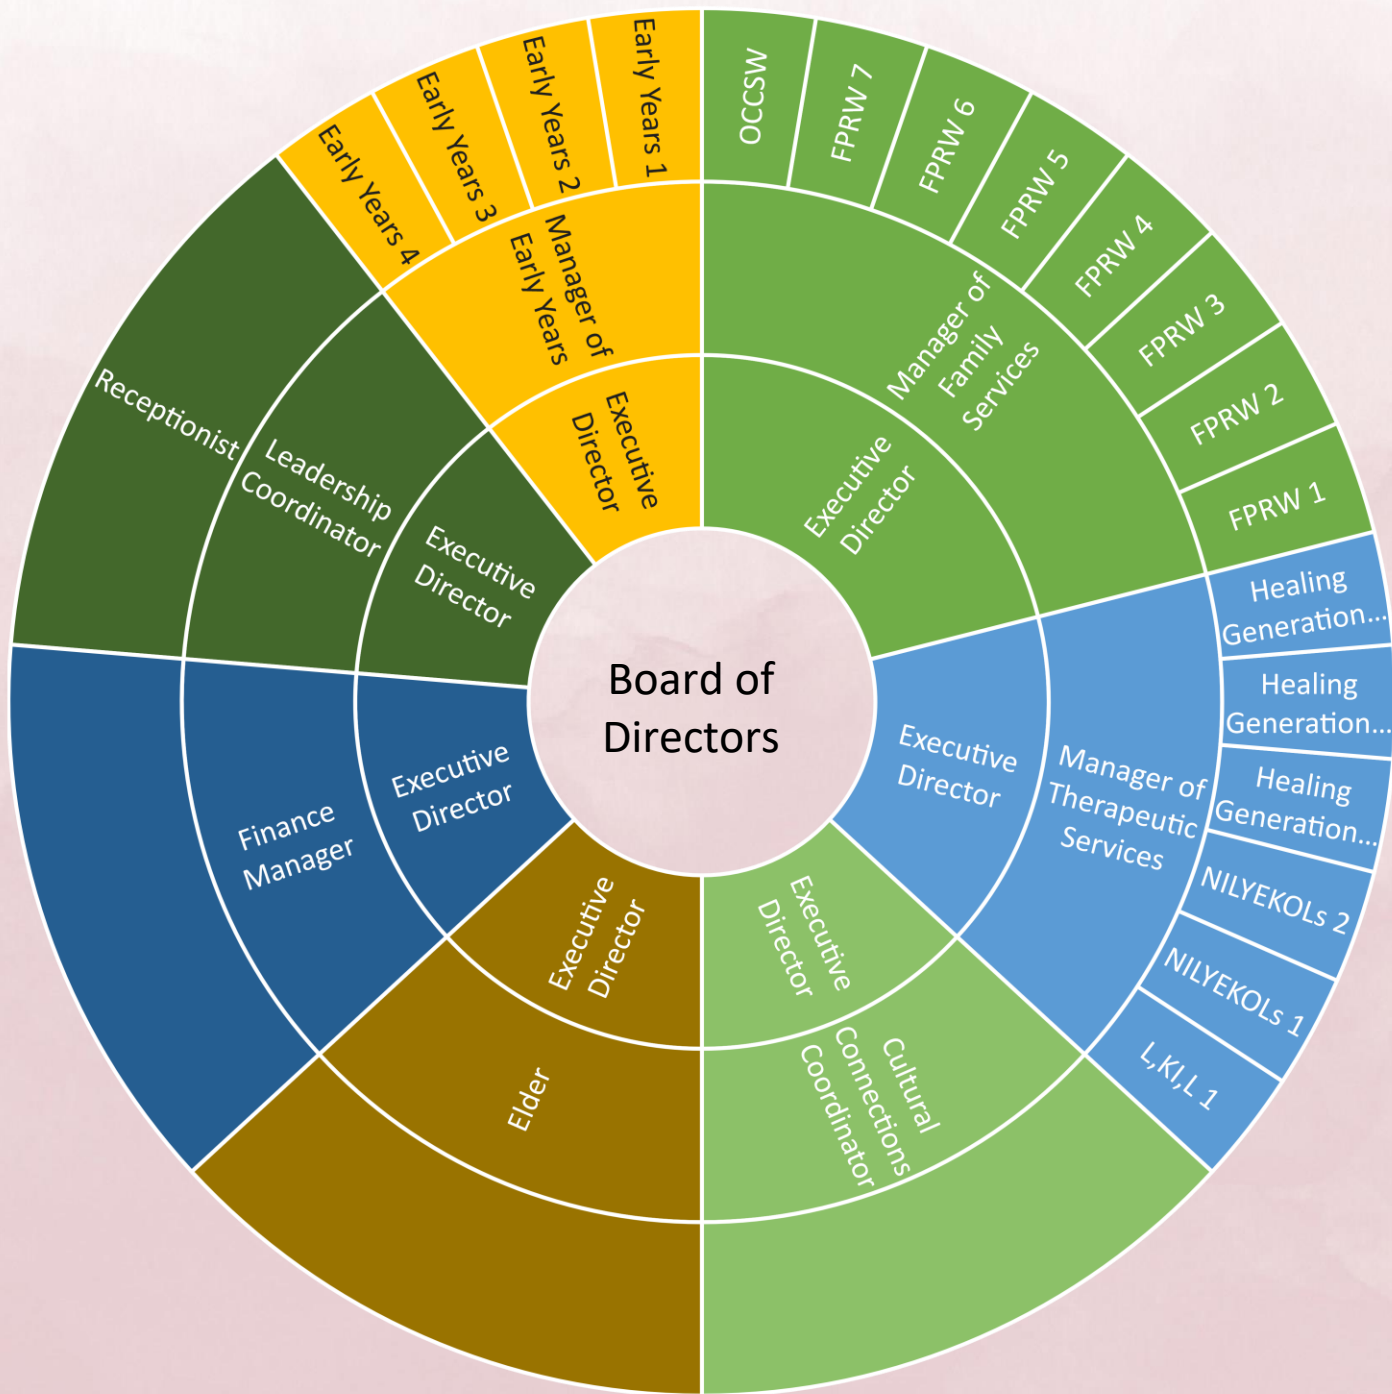 Board of
Directors
Executive
Director
Manager of
Family
Services
OCCSW
FPRW 7
FPRW 6
FPRW 5
FPRW 4
FPRW 3
FPRW 2
FPRW 1
Executive
Director
Manager of
Therapeutic
Services
Healing
Generation...
Healing
Generation...
Healing
Generation...
NILYEKOLs 2
NILYEKOLs 1
L,KI,L 1
Executive
Director
Cultural
Connections
Coordinator
Executive
Director
Elder
Executive
Director
Finance
Manager
Executive
Director
Leadership
Coordinator
Receptionist
Executive
Director
Manager of
Early Years
Early Years 4
Early Years 3
Early Years 2
Early Years 1